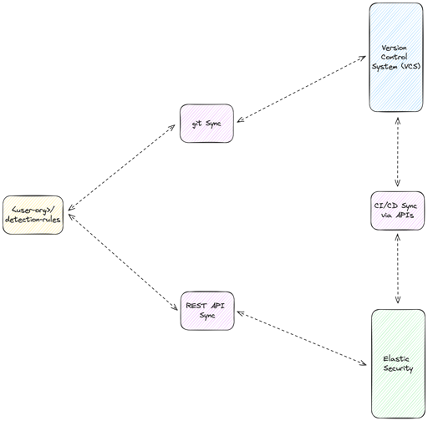 Version
Control
System (VCS)
git Sync
<user-org>/
detection-rules
CI/CD Sync
via APIs
REST API
Sync
Elastic
Security